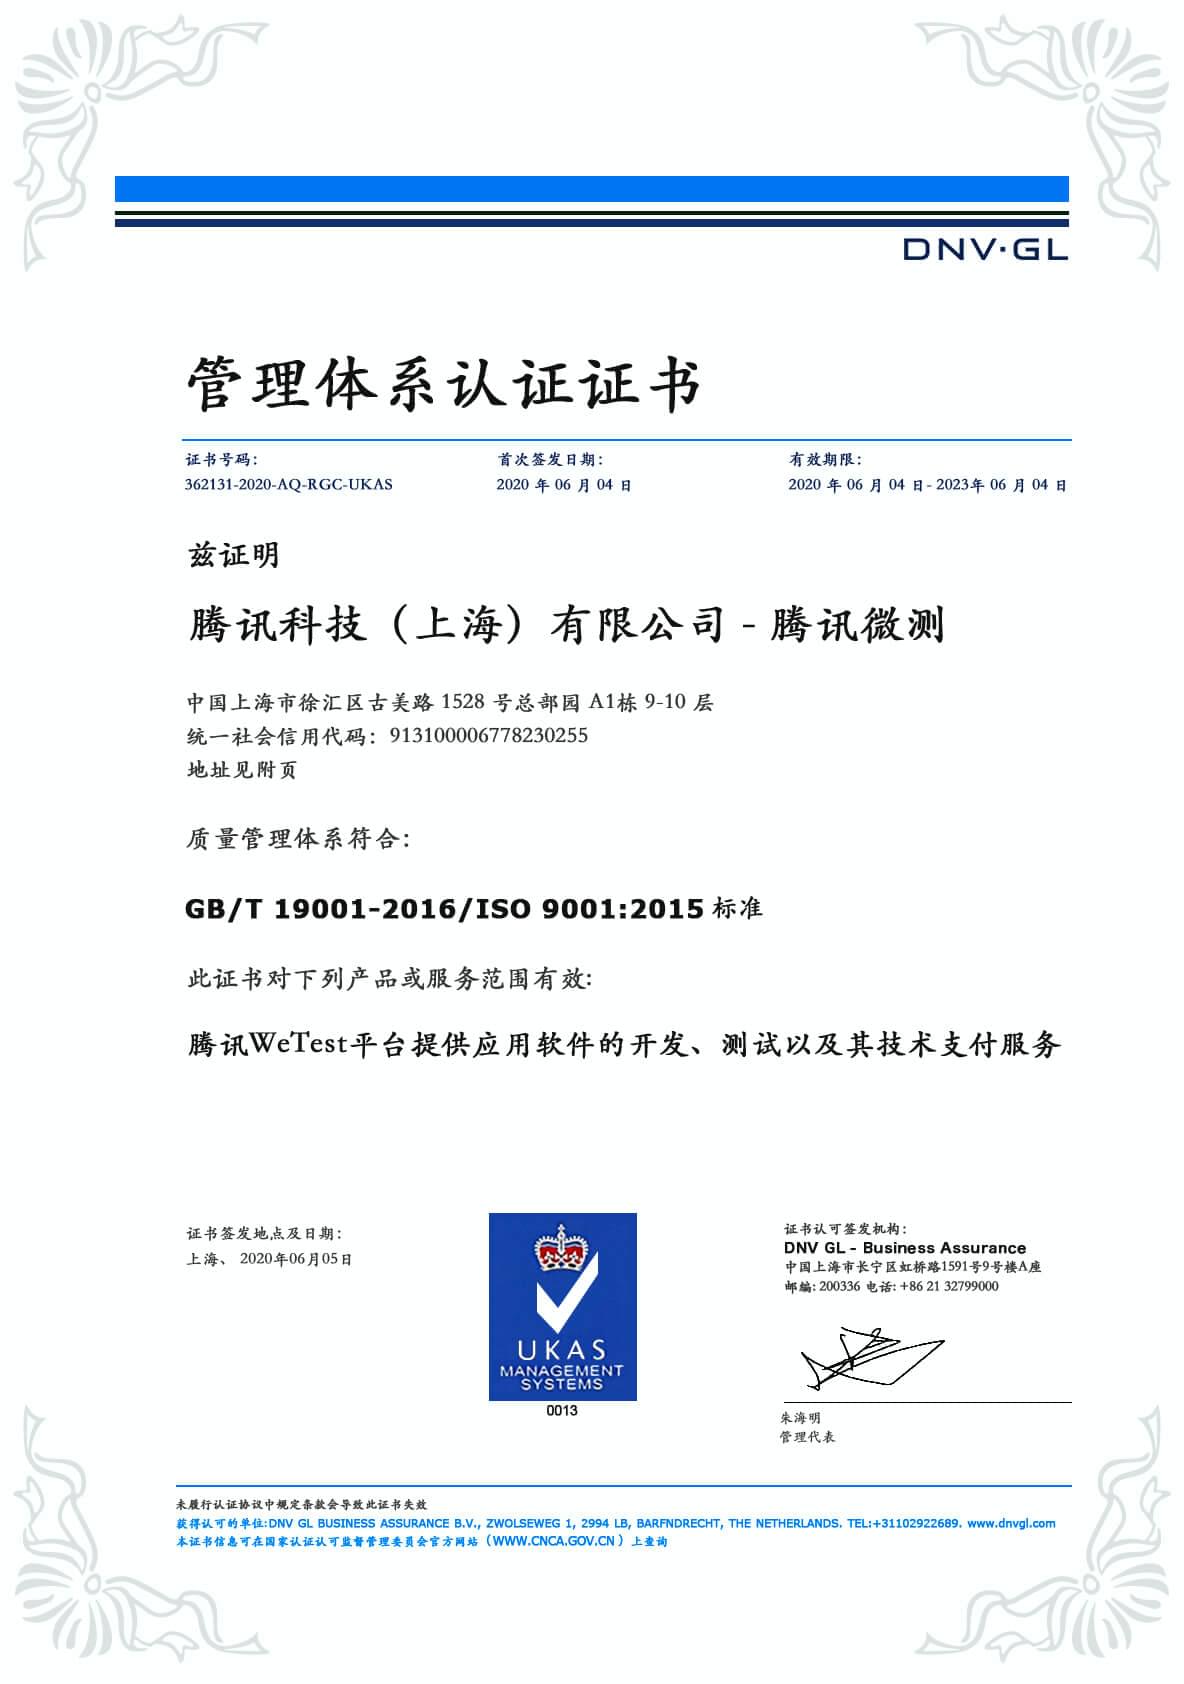 DNV·GL
管理体系认证证书
证书号码：
362131-2020-AQ-RGC-UKAS
首次签发日期：
2020 年 06 月 04 日
有效期限：
2020 年 06 月 04 日- 2023年 06 月 04 日
兹证明
腾讯科技（上海）有限公司 - 腾讯微测
中国上海市徐汇区古美路 1528 号总部园 A1栋 9-10 层
统一社会信用代码：913100006778230255
地址见附页
质量管理体系符合：
GB/T 19001-2016/ISO 9001:2015 标准
此证书对下列产品或服务范围有效:
腾讯WeTest平台提供应用软件的开发、测试以及其技术支付服务
证书签发地点及日期：
上海、 2020年06月05日
UKAS
MANAGEMENT
SYSTEMS
0013
证书认可签发机构：
DNV GL - Business Assurance
中国上海市长宁区虹桥路1591号9号楼A座
邮编: 200336 电话: +86 21 32799000
朱海明
管理代表
未履行认证协议中规定条款会导致此证书失效
获得认可的单位:DNV GL BUSINESS ASSURANCE B.V., ZWOLSEWEG 1, 2994 LB, BARFNDRECHT, THE NETHERLANDS. TEL:+31102922689. www.dnvgl.com
本证书信息可在国家认证认可监督管理委员会官方网站（WWW.CNCA.GOV.CN ）上查询